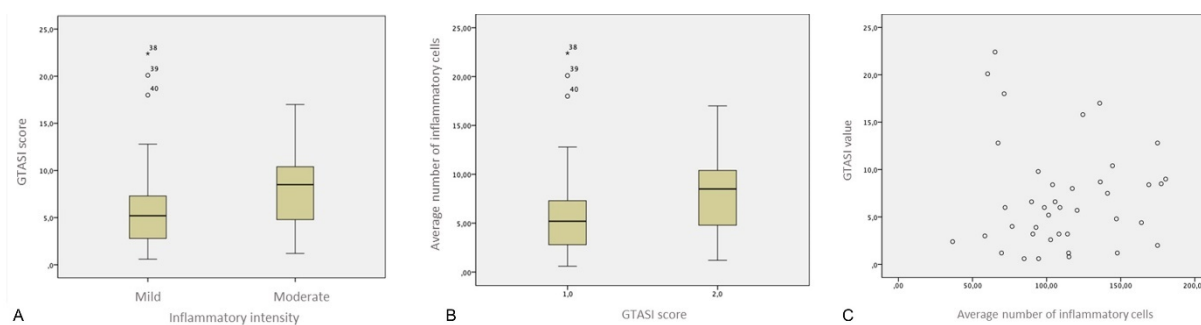 25,0
20,0
15,0
10,0
5,0
,0
GTASI score
38
39
40
Mild
Moderate
Inflammatory intensity
A
25,00
20,00
15,00
10,00
5,00
,00
Average number of inflammatory cells
38
39
40
1,0
2,0
GTASI score
B
25,0
20,0
15,0
10,0
5,0
,0
GTASI value
,00
50,00
100,00
150,00
200,0
Average number of inflammatory cells
C